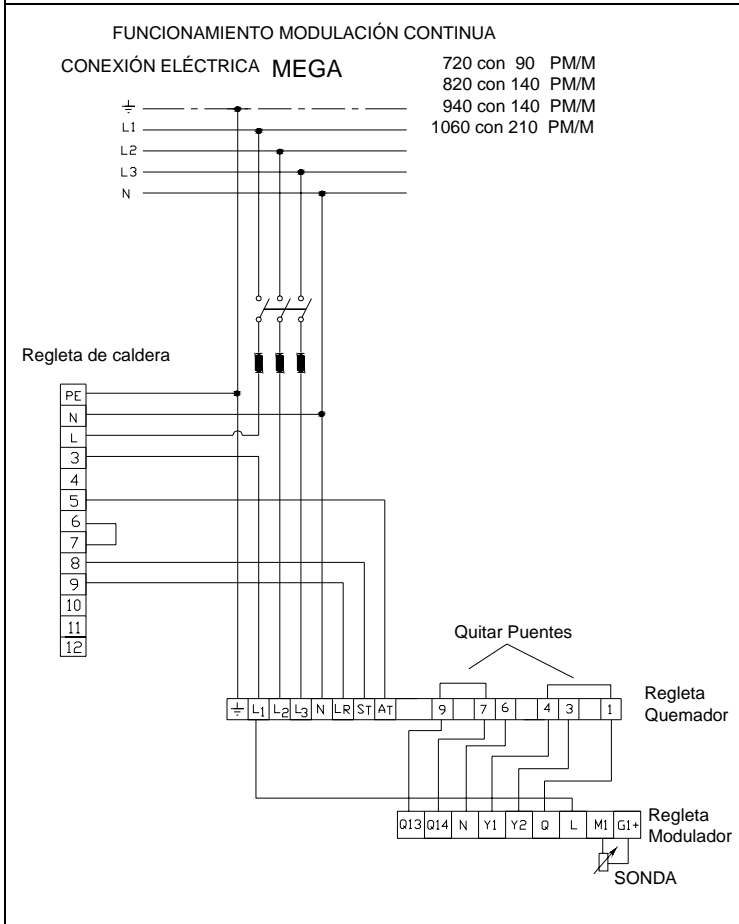 FUNCIONAMIENTO MODULACIÓN CONTINUA
CONEXIÓN ELÉCTRICA MEGA
720 con 90 PM/M
820 con 140 PM/M
940 con 140 PM/M
1060 con 210 PM/M
L1
L2
L3
N
Regleta de caldera
PE
N
L
3
4
5
6
7
8
9
10
11
12
Quitar Puentes
L1 L2 L3 N LR ST AT 9 7 6 4 3 1
Regleta
Quemador
Q13 Q14 N Y1 Y2 Q L M1 G1+
Regleta
Modulador
SONDA